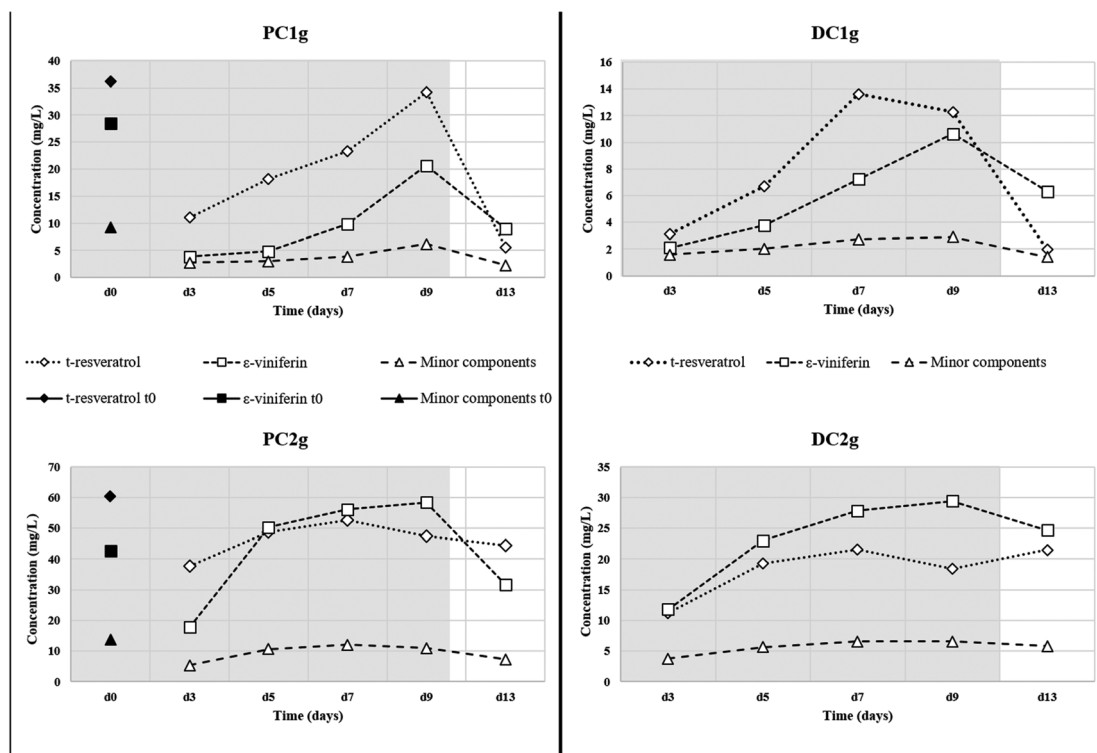 PC1g
Concentration (mg/L)
40
35
30
25
20
15
10
5
0
d0 d3 d5 d7 d9 d13
Time (days)
t-resveratrol ε-viniferin Minor components
t-resveratrol t0 ε-viniferin t0 Minor components t0
DC1g
Concentration (mg/L)
16
14
12
10
8
6
4
2
0
d3 d5 d7 d9 d13
Time (days)
t-resveratrol ε-viniferin Minor components
PC2g
Concentration (mg/L)
70
60
50
40
30
20
10
0
d0 d3 d5 d7 d9 d13
Time (days)
DC2g
Concentration (mg/L)
35
30
25
20
15
10
5
0
d3 d5 d7 d9 d13
Time (days)